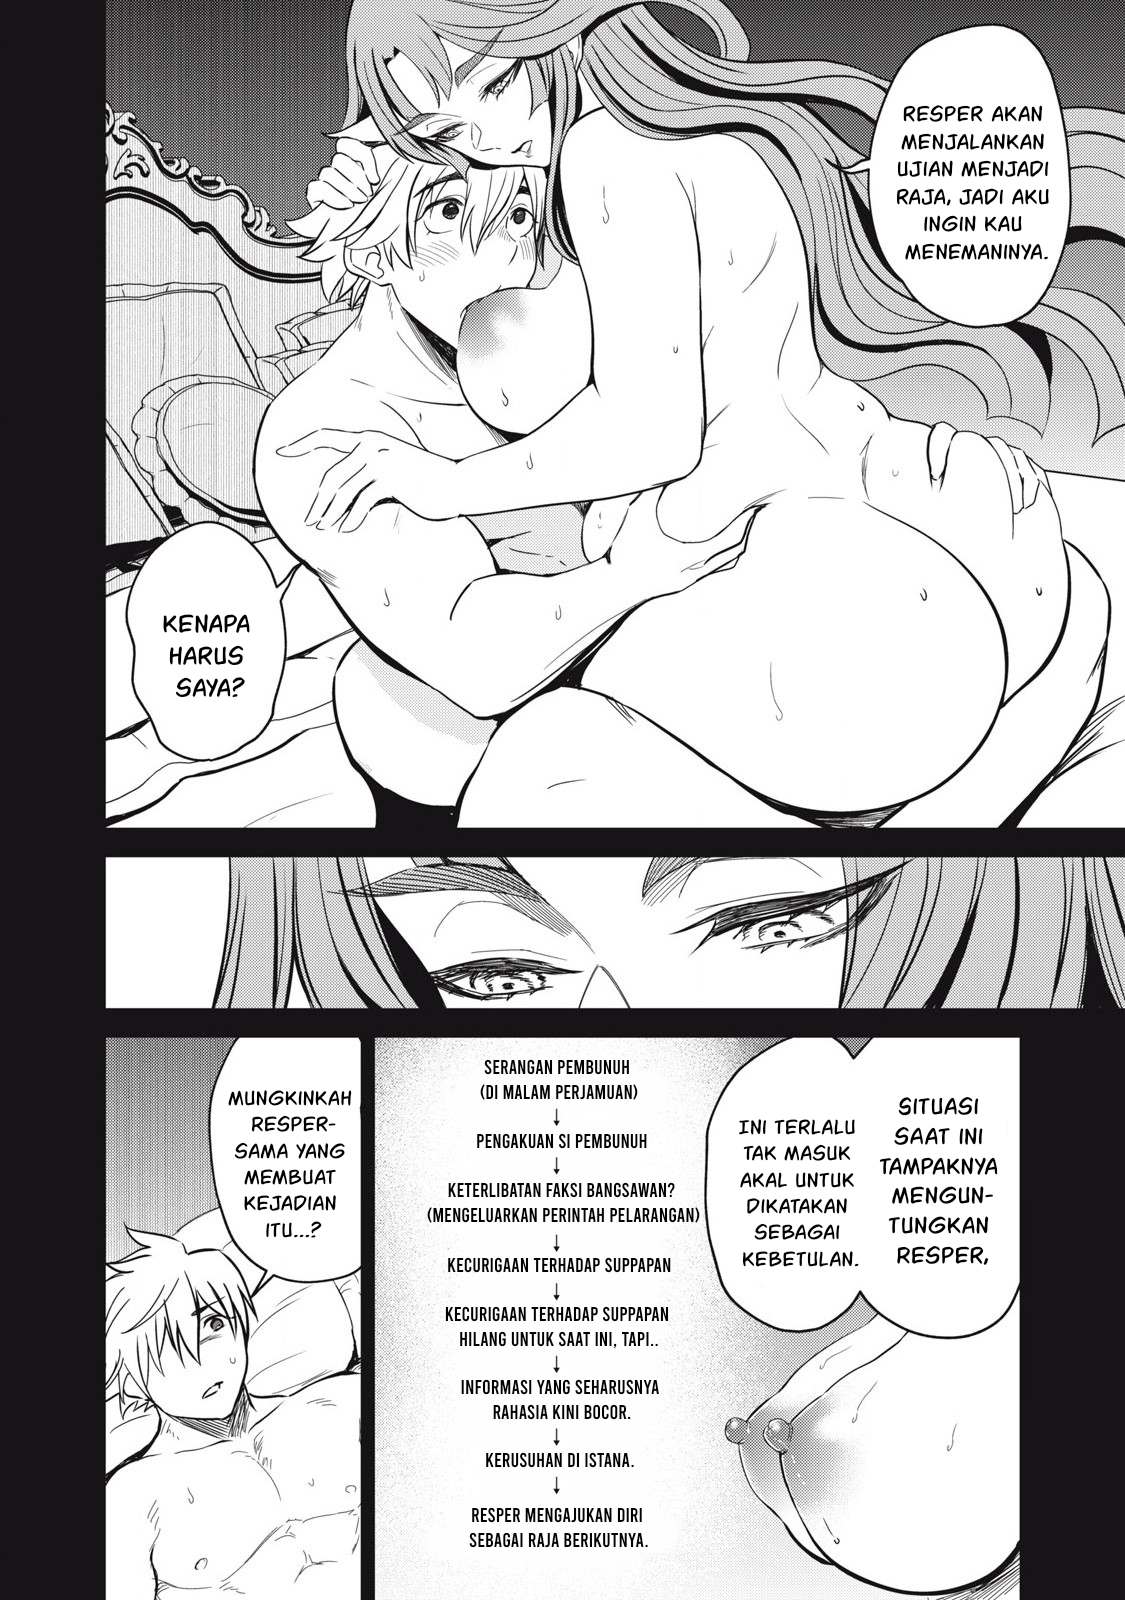 RESPER AKAN
MENJALANKAN
UJIAN MENJADI
RAJA, JADI AKU
INGIN KAU
MENEMANINYA.
KENAPA
HARUS
SAYA?
SITUASI
SAAT INI
TAMPAKNYA
MENGUN-
TUNGKAN
RESPER,
INI TERLALU
TAK MASUK
AKAL UNTUK
DIKATAKAN
SEBAGAI
KEBETULAN.
SERANGAN PEMBUNUH
(DI MALAM PERJAMUAN)
↓
PENGAKUAN SI PEMBUNUH
↓
KETERLIBATAN FAKSI BANGSAWAN?
(MENGELUARKAN PERINTAH PELARANGAN)
↓
KECURIGAAN TERHADAP SUPPAPAN
↓
KECURIGAAN TERHADAP SUPPAPAN
HILANG UNTUK SAAT INI, TAPI..
↓
INFORMASI YANG SEHARUSNYA
RAHASIA KINI BOCOR.
↓
KERUSUHAN DI ISTANA.
↓
RESPER MENGAJUKAN DIRI
SEBAGAI RAJA BERIKUTNYA.
MUNGKINKAH
RESPER-
SAMA YANG
MEMBUAT
KEJADIAN
ITU...?